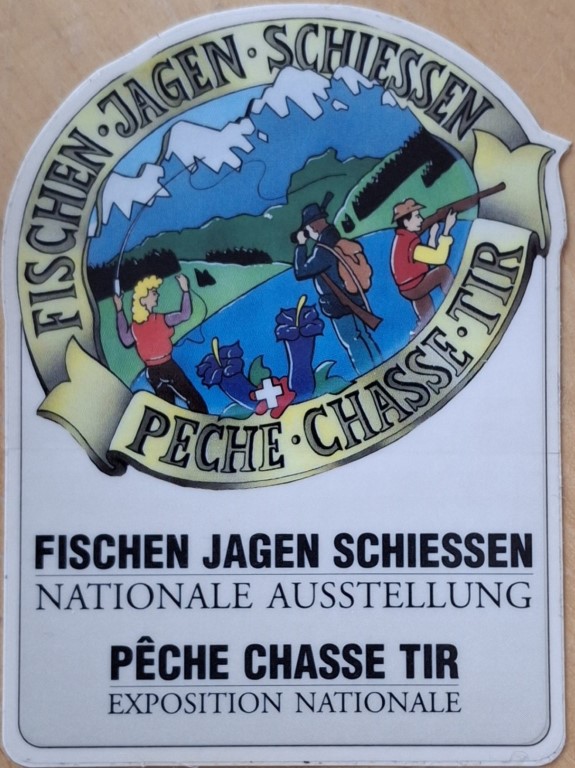 FISCHEN · JAGEN · SCHIESSEN
PECHE · CHASSE · TIR
FISCHEN JAGEN SCHIESSEN
NATIONALE AUSSTELLUNG
PÊCHE CHASSE TIR
EXPOSITION NATIONALE